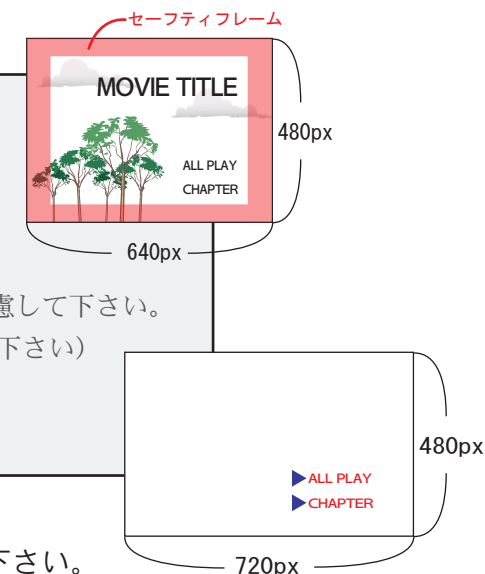 セーフティフレーム
MOVIE TITLE
480px
ALL PLAY
CHAPTER
640px
慮して下さい。
下さい）
480px
ALL PLAY
CHAPTER
下さい。
720px